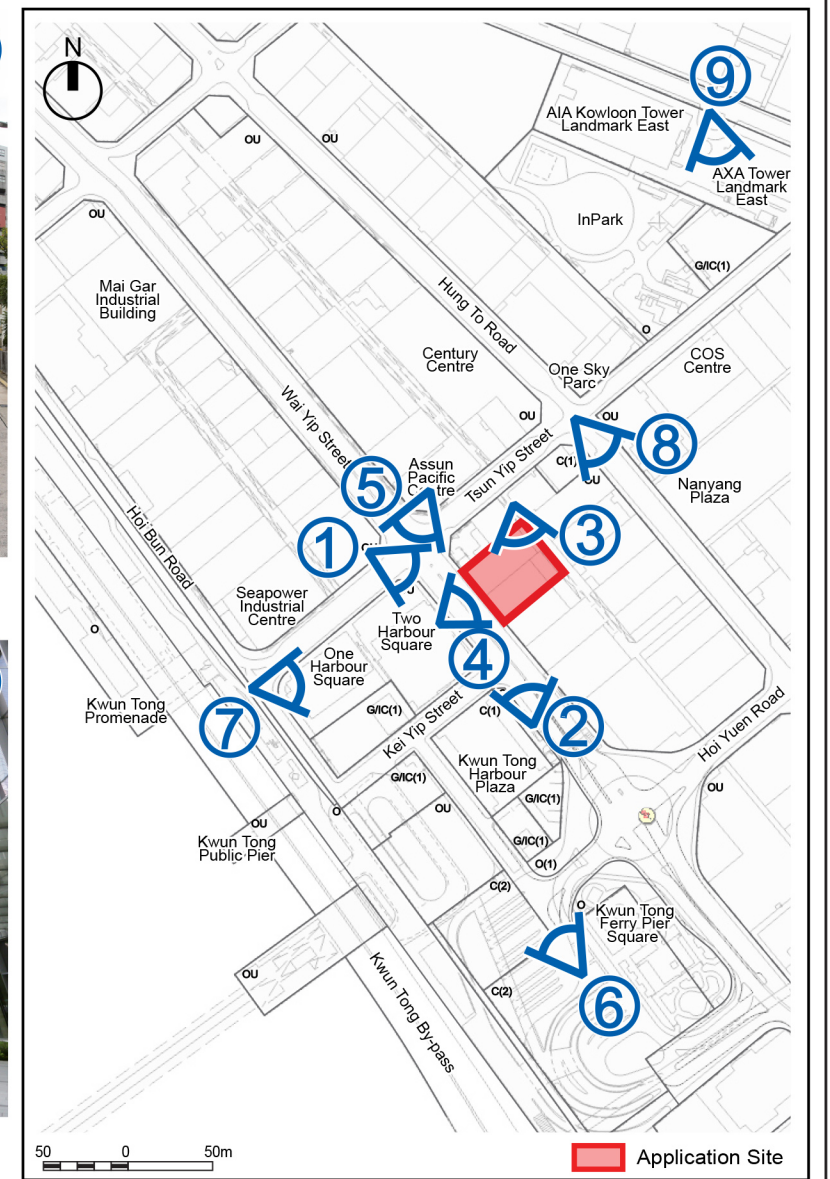 N
⑨
AIA Kowloon Tower
Landmark East
AXA Tower
Landmark
East
OU
OU
InPark
OU
G/IC(1)
Mai Gar
Industrial
Building
Hung To Road
O
Century
Centre
COS
Centre
One Sky
Parc
Wai Yip Street
OU
OU
⑧
Assun
Pacific
Tsun Yip Street
C(1)
OU
Nanyang
Plaza
⑤
Hoi Bun Road
①
③
Seapower
Industrial
Centre
Two
Harbour
Square
O
④
One
Harbour
Square
Kwun Tong
Promenade
⑦
G/IC(1)
Kei Yip Street
C(1)
②
Hoi Yuen Road
Kwun Tong
Harbour
Plaza
G/IC(1)
OU
G/IC(1)
OU
O
OU
Kwun Tong
Public Pier
G/IC(1)
O(1)
C(2)
O
Kwun Tong
Ferry Pier
Square
OU
C(2)
⑥
Kwun Tong By-pass
50 0 50m
Application Site